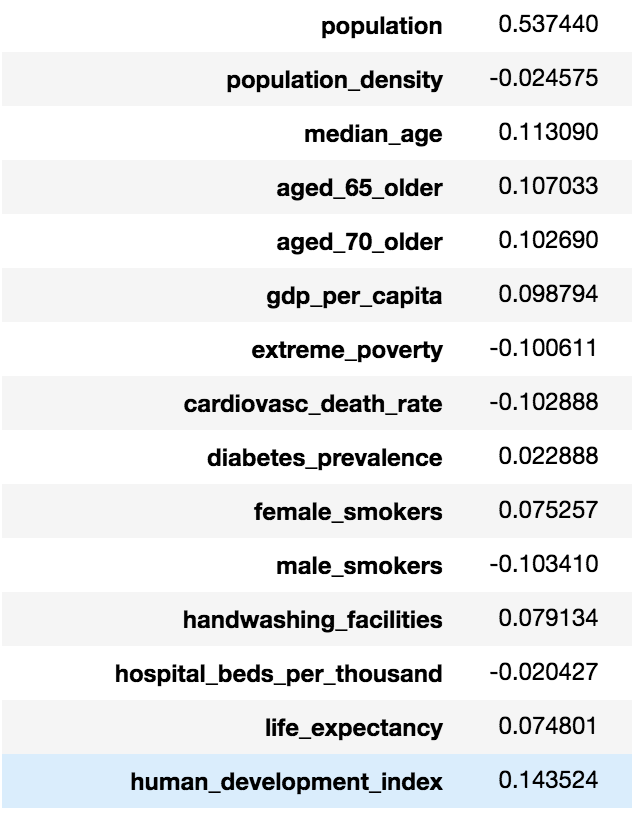 population 0.537440
population_density -0.024575
median_age 0.113090
aged_65_older 0.107033
aged_70_older 0.102690
gdp_per_capita 0.098794
extreme_poverty -0.100611
cardiovasc_death_rate -0.102888
diabetes_prevalence 0.022888
female_smokers 0.075257
male_smokers -0.103410
handwashing_facilities 0.079134
hospital_beds_per_thousand -0.020427
life_expectancy 0.074801
human_development_index 0.143524